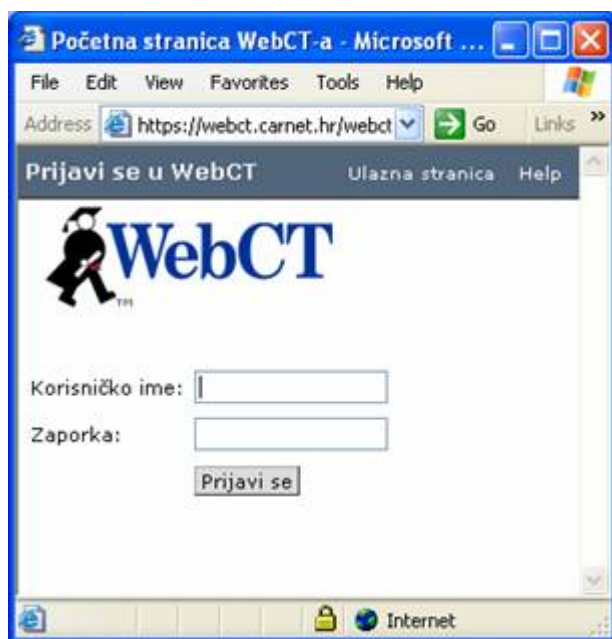 Početna stranica WebCT-a - Microsoft ...
File Edit View Favorites Tools Help
Address https://webct.carnet.hr/webct Go Links »
Prijavi se u WebCT Ulazna stranica Help
WebCT
TM
Korisničko ime:
Zaporka:
Prijavi se
Internet